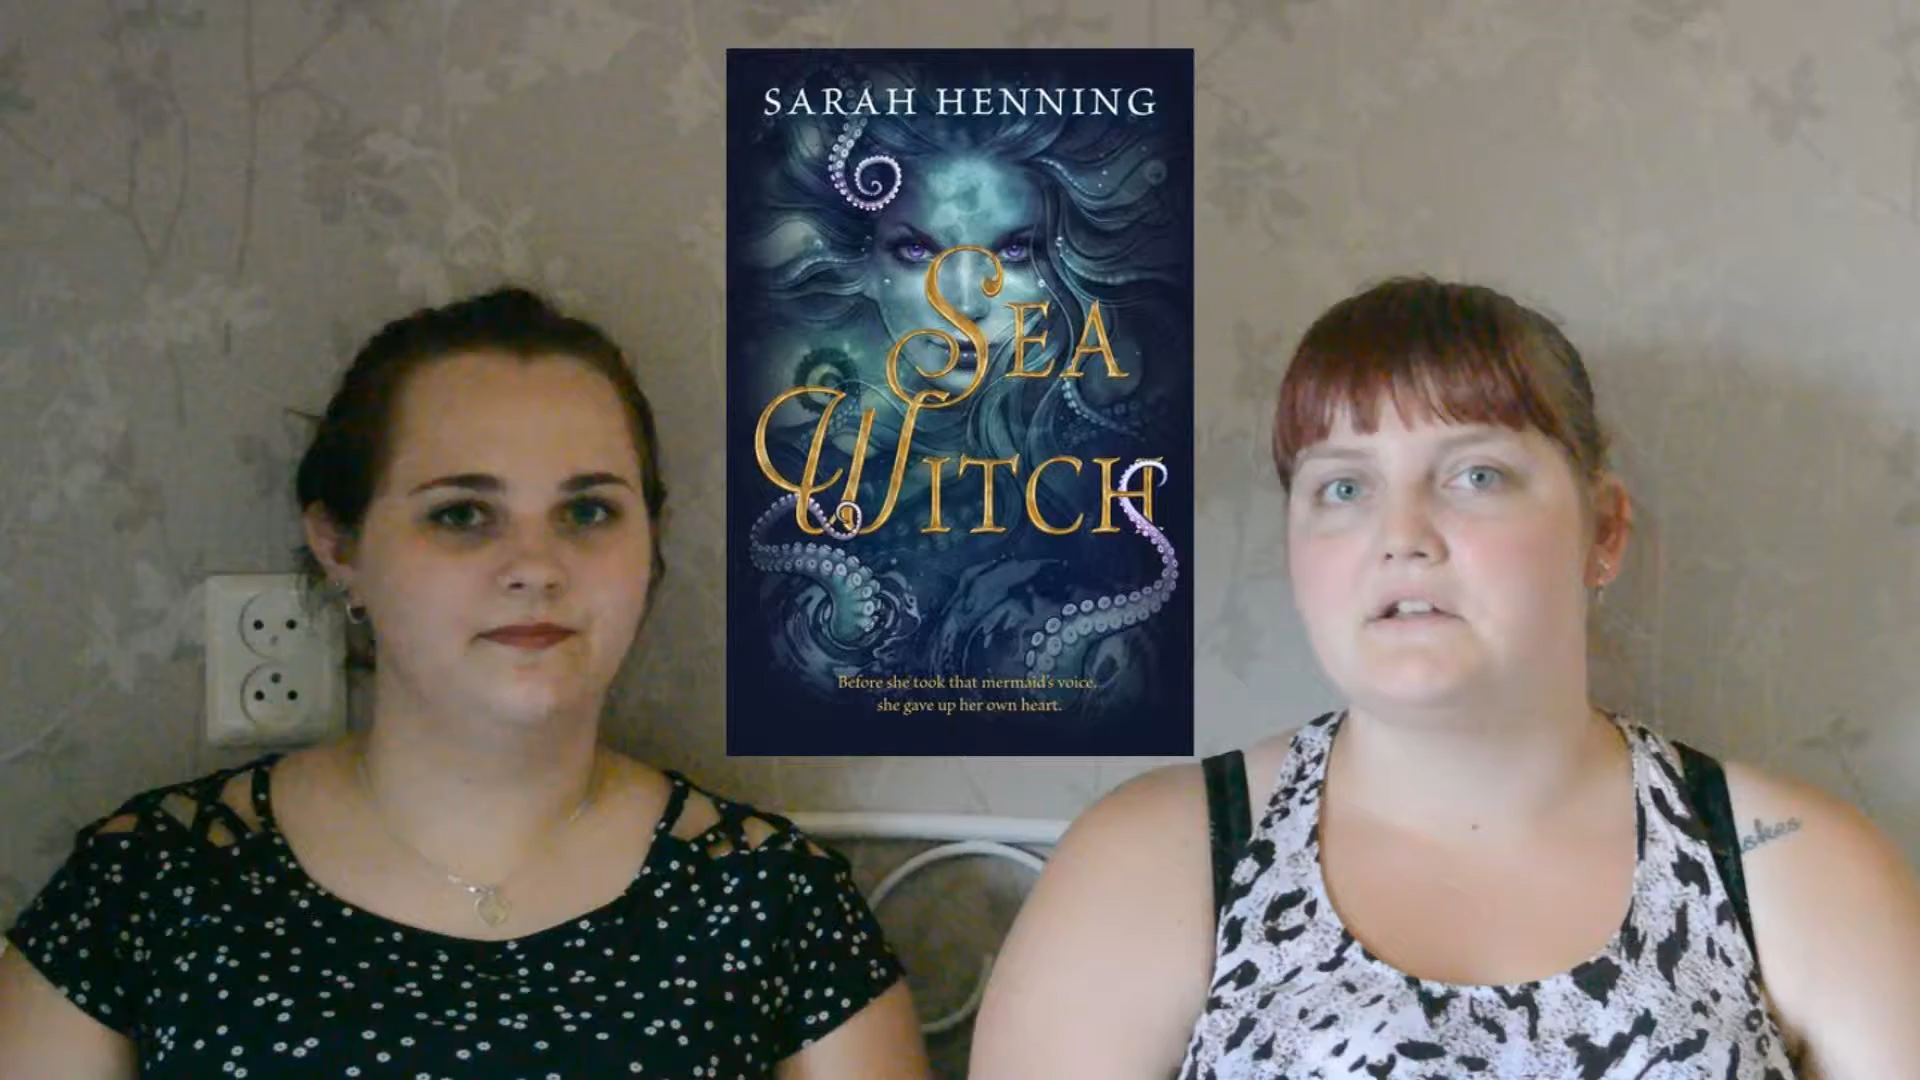 SARAH HENNING
SEA
WITCH
Before she took that mermaid's voice,
she gave up her own heart.